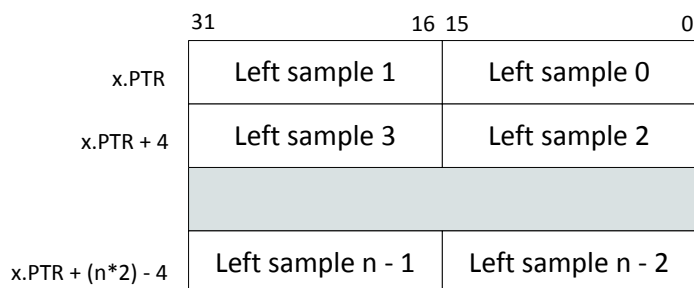 31 16 15 0
x.PTR Left sample 1 Left sample 0
x.PTR + 4 Left sample 3 Left sample 2
x.PTR + (n*2) - 4 Left sample n - 1 Left sample n - 2